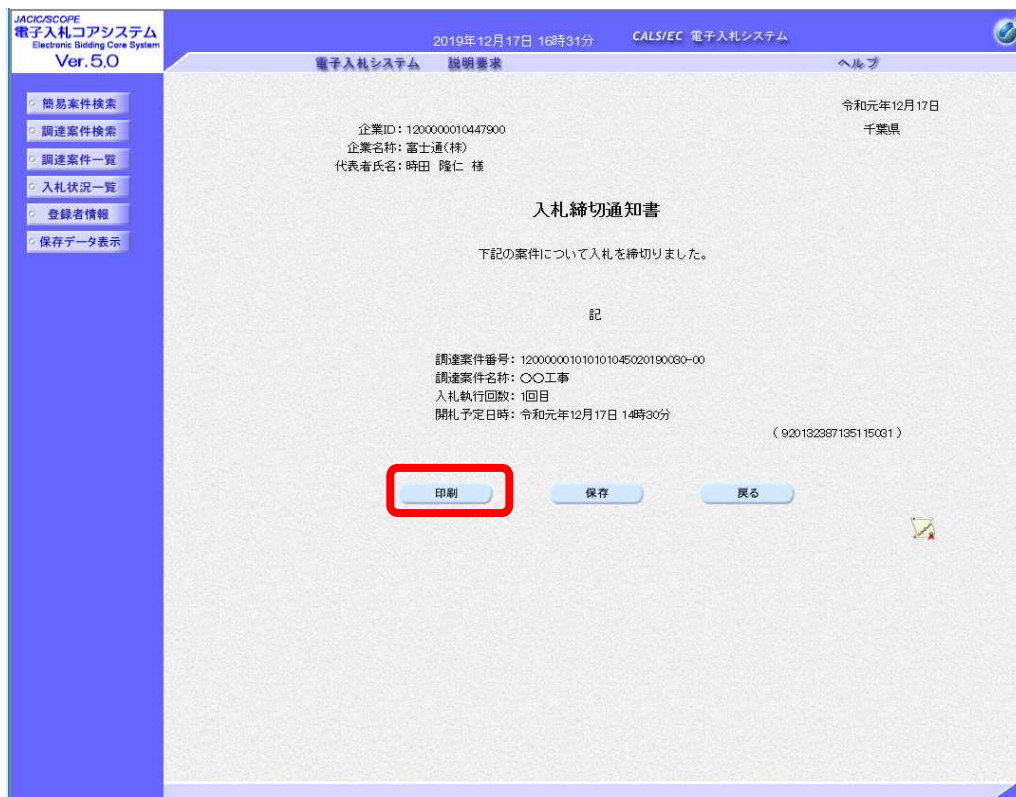 JACIC/SCOPE
電子入札コアシステム
Electronic Bidding Core System
Ver.5.0
2019年12月17日 16時31分
CALS/EC 電子入札システム
電子入札システム 説明要求 ヘルプ
簡易案件検索
調達案件検索
調達案件一覧
入札状況一覧
登録者情報
保存データ表示
令和元年12月17日
企業ID:1200000010447900 千葉県
企業名称:富士通(株)
代表者氏名:時田 隆仁 様
入札締切通知書
下記の案件について入札を締切りました。
記
調達案件番号:120000001010101045020190030-00
調達案件名称:〇〇工事
入札執行回数:1回目
開札予定日時:令和元年12月17日 14時30分
(920132387135115031)
印刷 保存 戻る